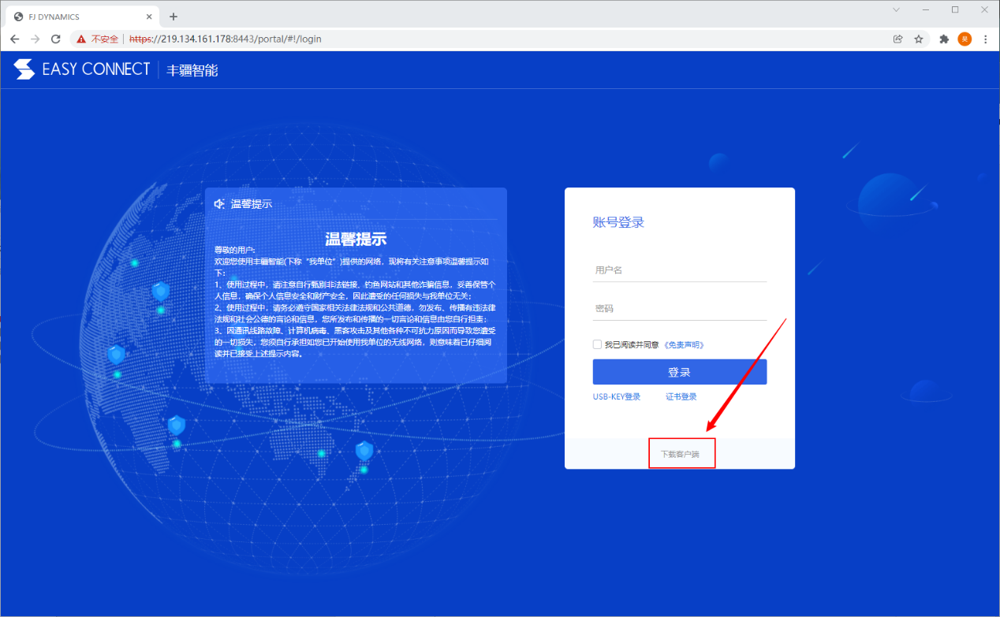 FJ DYNAMICS
不安全
https://219.134.161.178:8443/portal/#!/login
吴
EASY CONNECT
丰疆智能
温馨提示
温馨提示
尊敬的用户:
欢迎您使用丰疆智能(下称“我单位”)提供的网络，现将有关注意事项温馨提示如
下：
1、使用过程中，请注意自行甄别非法链接、钓鱼网站和其他诈骗信息，妥善保管个
人信息，确保个人信息安全和财产安全，因此遭受的任何损失与我单位无关；
2、使用过程中，请务必遵守国家相关法律法规和公共道德，勿发布、传播有违法律
法规和社会公德的言论和信息，您所发布和传播的一切言论和信息由您自行担责；
3、因通讯线路故障、计算机病毒、黑客攻击及其他各种不可抗力原因而导致您遭受
的一切损失，您须自行承担如您已开始使用我单位的无线网络，则意味着已仔细阅
读并已接受上述提示内容。
账号登录
用户名
密码
我已阅读并同意《免责声明》
登录
USB-KEY登录 证书登录
下载客户端